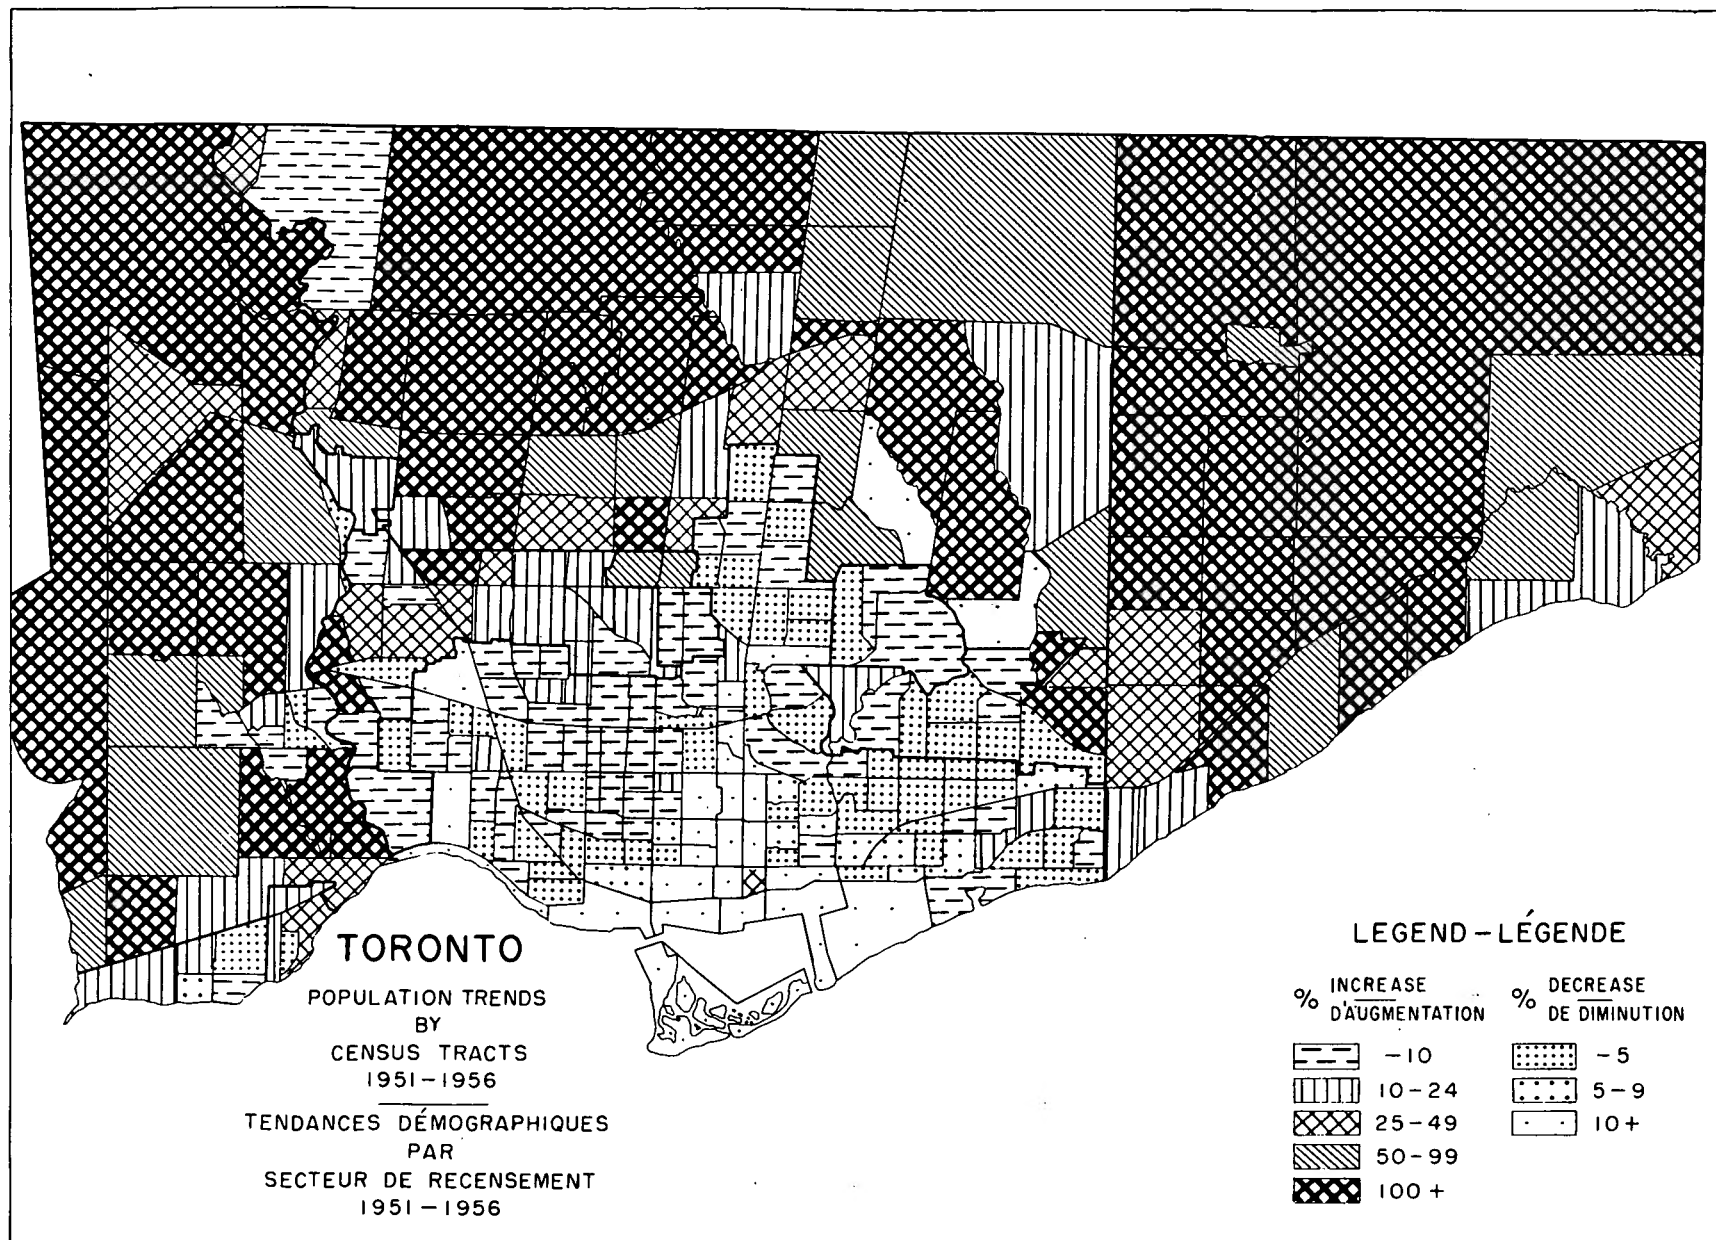 TORONTO
POPULATION TRENDS
BY
CENSUS TRACTS
1951-1956
TENDANCES DÉMOGRAPHIQUES
PAR
SECTEUR DE RECENSEMENT
1951-1956
LEGEND-LÉGENDE
% INCREASE
D'AUGMENTATION
-10
10-24
25-49
50-99
100+
% DECREASE
DE DIMINUTION
-5
5-9
10+